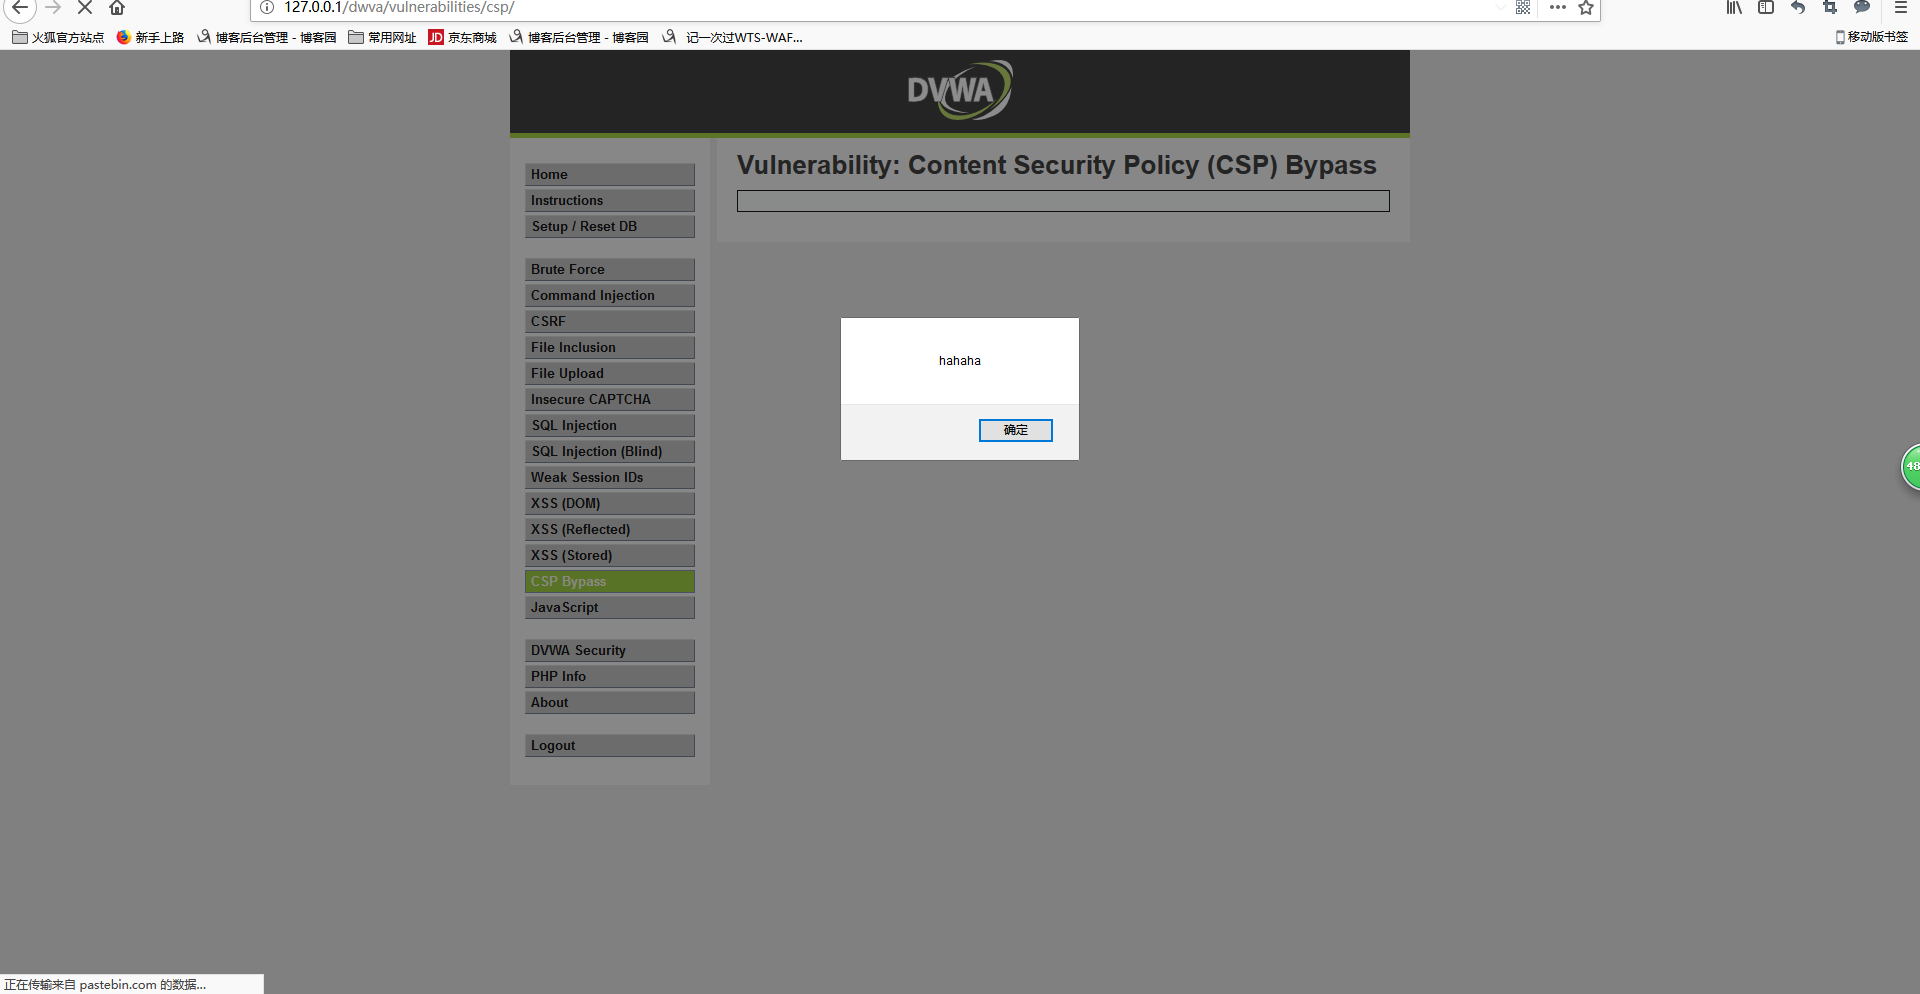 127.0.0.1/dwva/vulnerabilities/csp/
火狐官方站点 新手上路 博客后台管理 - 博客园 常用网址 JD 京东商城 博客后台管理 - 博客园 记一次过WTS-WAF... 移动版书签
DVWA
Vulnerability: Content Security Policy (CSP) Bypass
Home
Instructions
Setup / Reset DB
Brute Force
Command Injection
CSRF
File Inclusion
File Upload
Insecure CAPTCHA
SQL Injection
SQL Injection (Blind)
Weak Session IDs
XSS (DOM)
XSS (Reflected)
XSS (Stored)
CSP Bypass
JavaScript
DVWA Security
PHP Info
About
Logout
hahaha
确定
48
正在传输来自 pastebin.com 的数据...